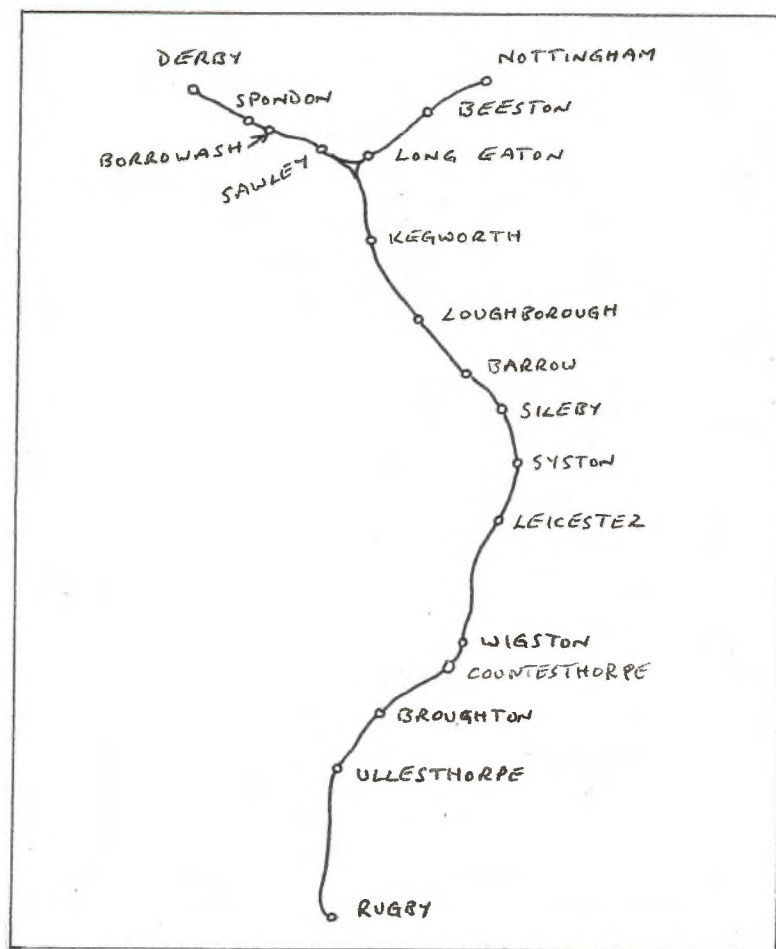 DERBY
NOTTINGHAM
SPONDON
BEESTON
BORROWASH
SAWLEY
LONG EATON
KEGWORTH
LOUGHBOROUGH
BARROW
SILEBY
SYSTON
LEICESTER
WIGSTON
COUNTESTHORPE
BROUGHTON
ULLESTHORPE
RUGBY